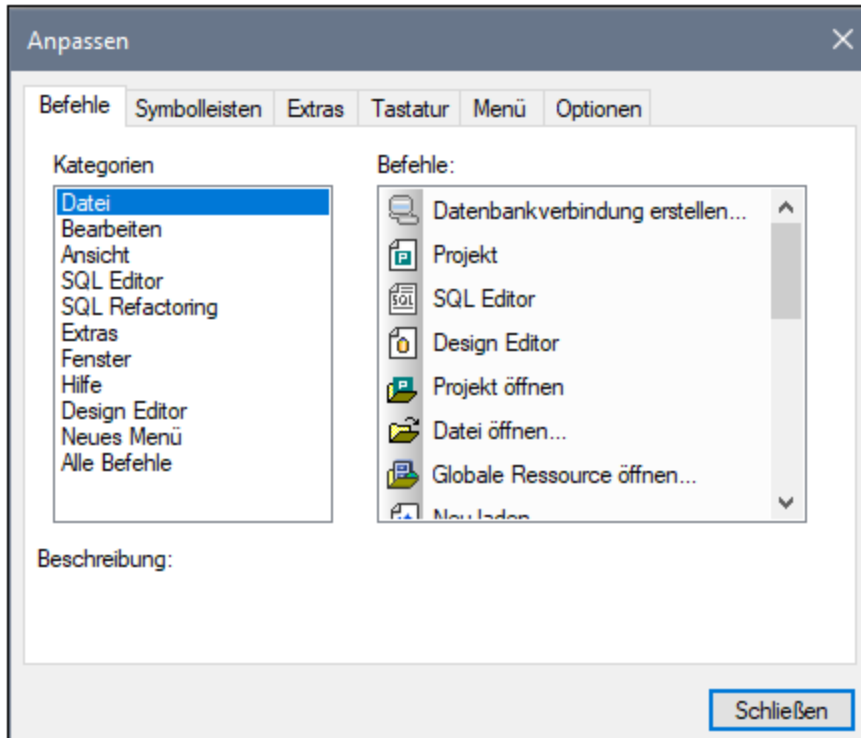 Anpassen
Befehle Symbolleisten Extras Tastatur Menü Optionen
Kategorien
Datei
Bearbeiten
Ansicht
SQL Editor
SQL Refactoring
Extras
Fenster
Hilfe
Design Editor
Neues Menü
Alle Befehle
Befehle:
Datenbankverbindung erstellen...
Projekt
SQL Editor
Design Editor
Projekt öffnen
Datei öffnen...
Globale Ressource öffnen...
Neu laden
Beschreibung:
Schließen